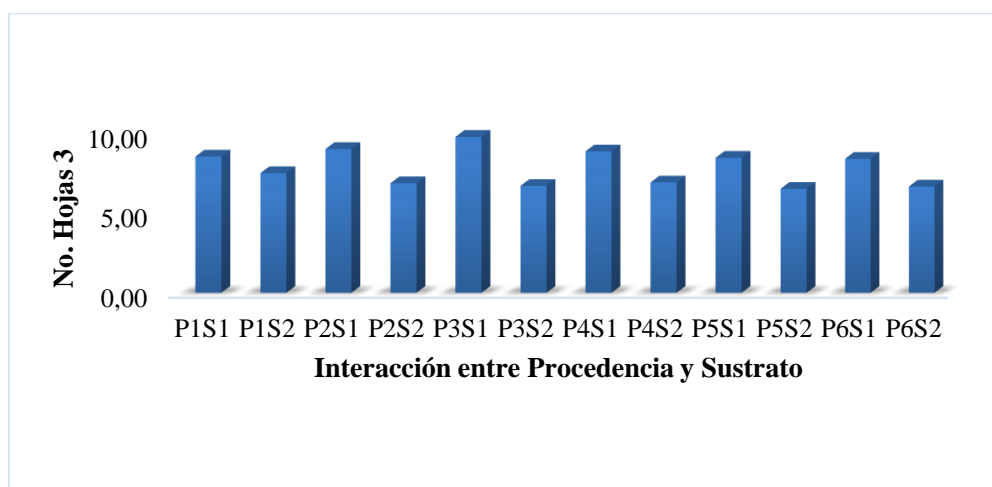 10,00
5,00
0,00
No. Hojas 3
P1S1 P1S2 P2S1 P2S2 P3S1 P3S2 P4S1 P4S2 P5S1 P5S2 P6S1 P6S2
Interacción entre Procedencia y Sustrato